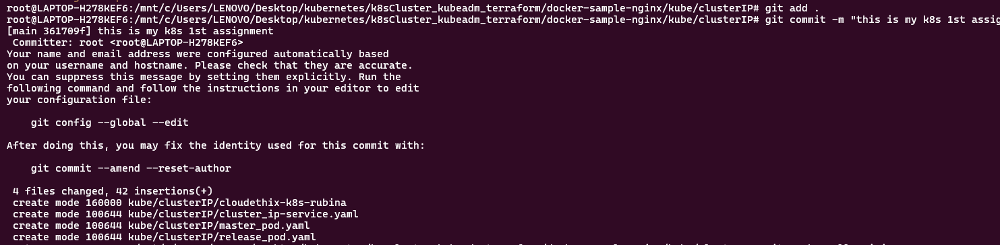 root@LAPTOP-H278KEF6:/mnt/c/Users/LENOVO/Desktop/kubernetes/k8sCluster_kubeadm_terraform/docker-sample-nginx/kube/clusterIP# git add .
root@LAPTOP-H278KEF6:/mnt/c/Users/LENOVO/Desktop/kubernetes/k8sCluster_kubeadm_terraform/docker-sample-nginx/kube/clusterIP# git commit -m "this is my k8s 1st assig
[main 361709f] this is my k8s 1st assignment
 Committer: root <root@LAPTOP-H278KEF6>
Your name and email address were configured automatically based
on your username and hostname. Please check that they are accurate.
You can suppress this message by setting them explicitly. Run the
following command and follow the instructions in your editor to edit
your configuration file:

    git config --global --edit

After doing this, you may fix the identity used for this commit with:

    git commit --amend --reset-author

 4 files changed, 42 insertions(+)
 create mode 160000 kube/clusterIP/cloudethix-k8s-rubina
 create mode 100644 kube/clusterIP/cluster_ip-service.yaml
 create mode 100644 kube/clusterIP/master_pod.yaml
 create mode 100644 kube/clusterIP/release_pod.yaml